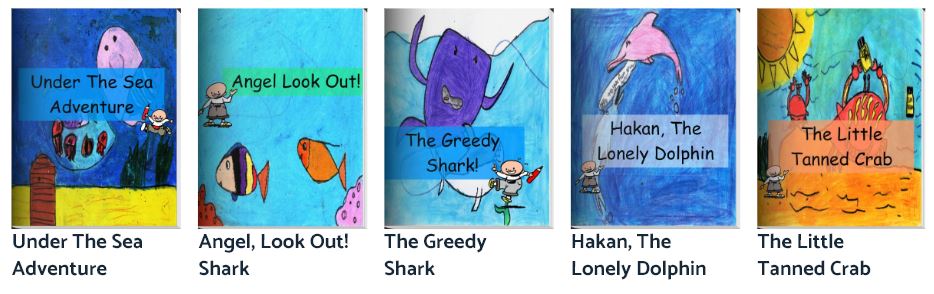 Under The Sea
Adventure
Angel Look Out!
The Greedy
Shark!
Hakan, The
Lonely Dolphin
The Little
Tanned Crab
Under The Sea
Adventure
Angel, Look Out!
Shark
The Greedy
Shark
Hakan, The
Lonely Dolphin
The Little
Tanned Crab